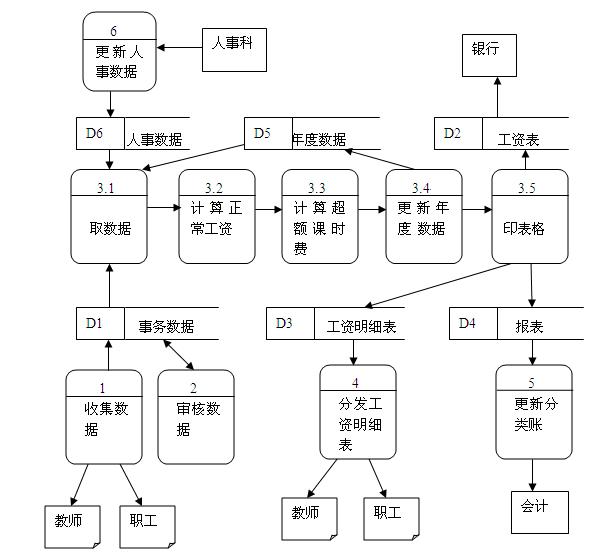 6
更新人
事数据
人事科
银行
D6
人事数据
D5
年度数据
D2
工资表
3.1
取数据
3.2
计算正
常工资
3.3
计算超
额课时
费
3.4
更新年
度数据
3.5
印表格
D1
事务数据
D3
工资明细表
D4
报表
1
收集数
据
2
审核数
据
4
分发工
资明细
表
5
更新分
类账
教师
职工
教师
职工
会计